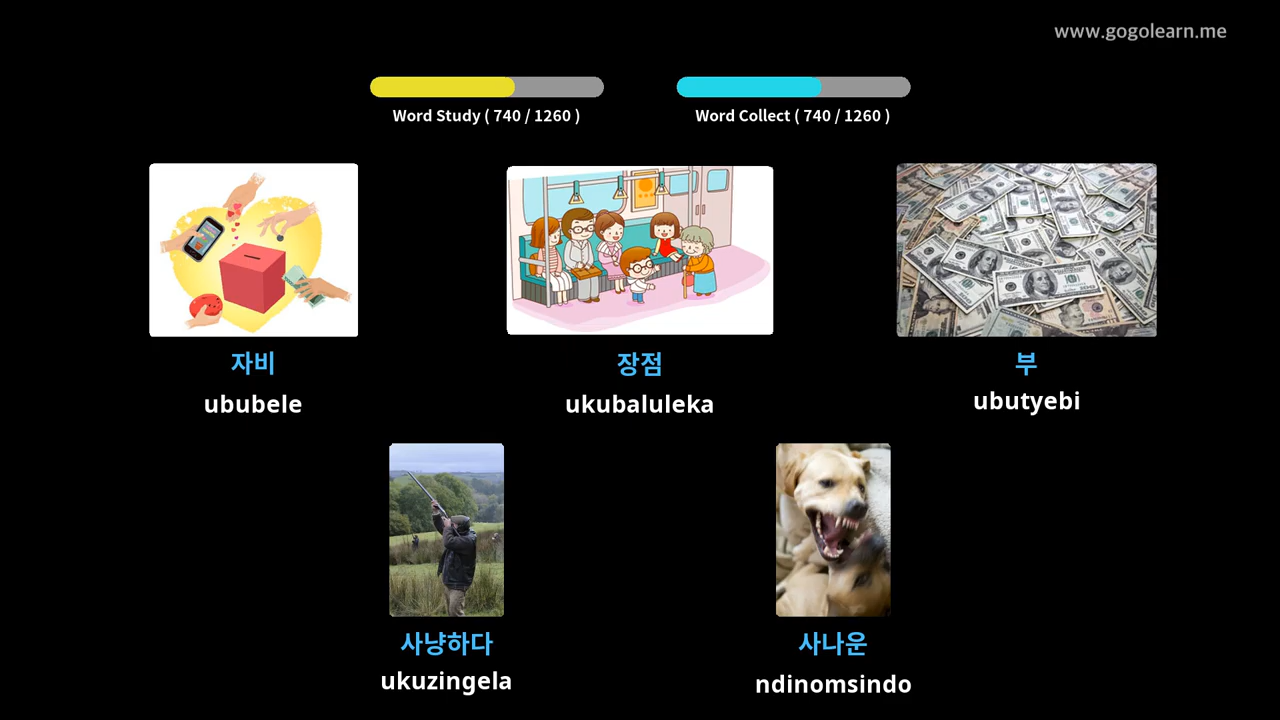 www.gogolearn.me
Word Study ( 740 / 1260 )
Word Collect ( 740 / 1260 )
자비
ububele
장점
ukubaluleka
부
ubutyebi
사냥하다
ukuzingela
사나운
ndinomsindo